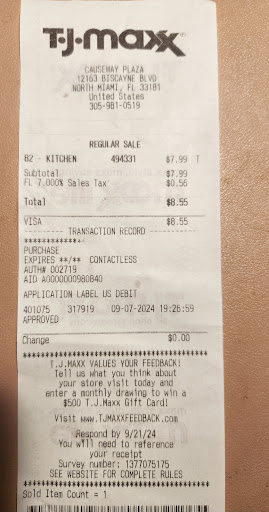 T·J·maxx
CAUSEWAY PLAZA
12163 BISCAYNE BLVD
NORTH MIAMI, FL 33181
United States
305-981-0519
REGULAR SALE
82 - KITCHEN 494331 $7.99 T
Subtotal $7.99
FL 7.000% Sales Tax $0.56
Total $8.55
VISA $8.55
-------- TRANSACTION RECORD --------
************
PURCHASE
EXPIRES **/** CONTACTLESS
AUTH# 002719
AID A0000000980840
APPLICATION LABEL US DEBIT
401075 317919 09-07-2024 19:26:59
APPROVED
Change $0.00
****************************************
T.J.MAXX VALUES YOUR FEEDBACK!
Tell us what you think about
your store visit today and
enter a monthly drawing to win a
$500 T.J.Maxx Gift Card!
Visit www.TJMAXXFEEDBACK.com
Respond by 9/21/24
You will need to reference
your receipt
Survey number: 1377075175
SEE WEBSITE FOR COMPLETE RULES
****************************************
Sold Item Count = 1